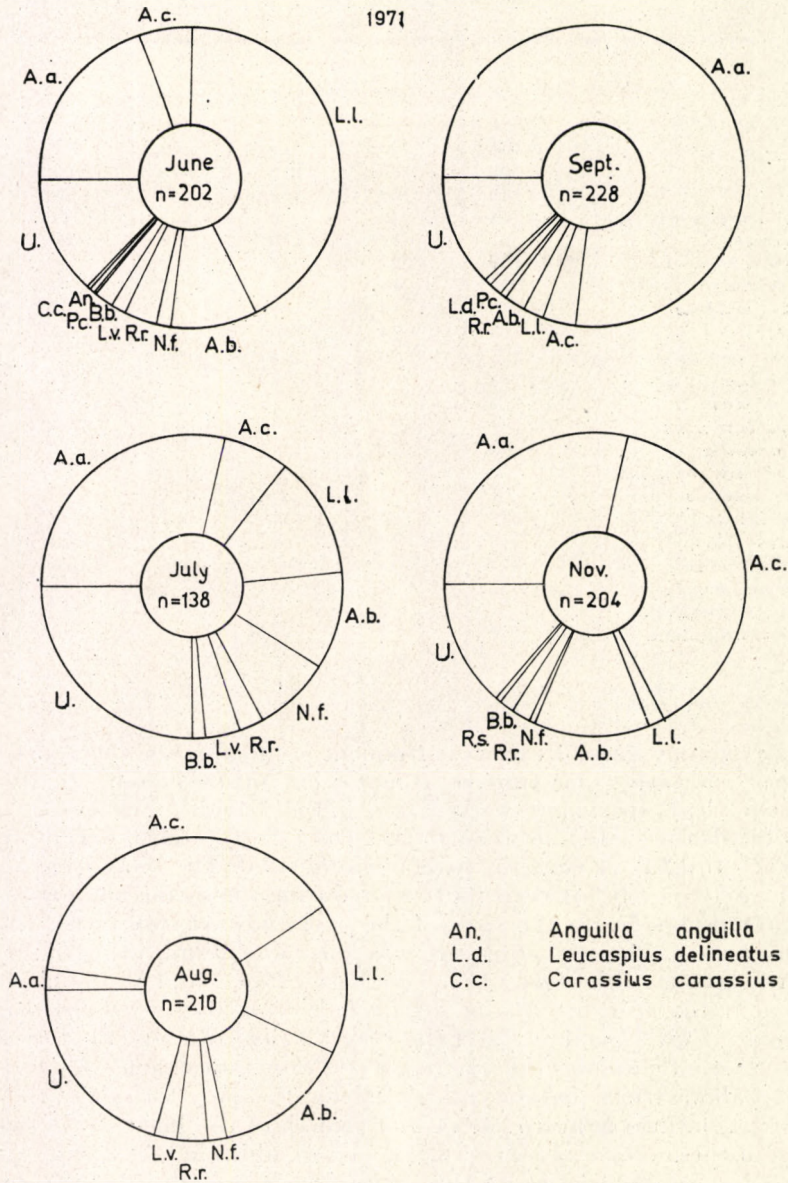 1971
A.c.
A.a.
L.l.
June
n=202
U.
An.
C.c.
P.c.
B.b.
L.v.
R.r.
N.f.
A.b.
A.a.
Sept.
n=228
U.
L.d.
P.c.
R.r.
A.b.
L.l.
A.c.
A.c.
A.a.
L.l.
July
n=138
A.b.
U.
N.f.
R.r.
L.v.
B.b.
A.a.
A.c.
Nov.
n=204
U.
B.b.
R.s.
R.r.
N.f.
A.b.
L.l.
A.c.
A.a.
Aug.
n=210
L.l.
U.
A.b.
L.v.
R.r.
N.f.
An, Anguilla anguilla
L.d. Leucaspius delineatus
C.c. Carassius carassius